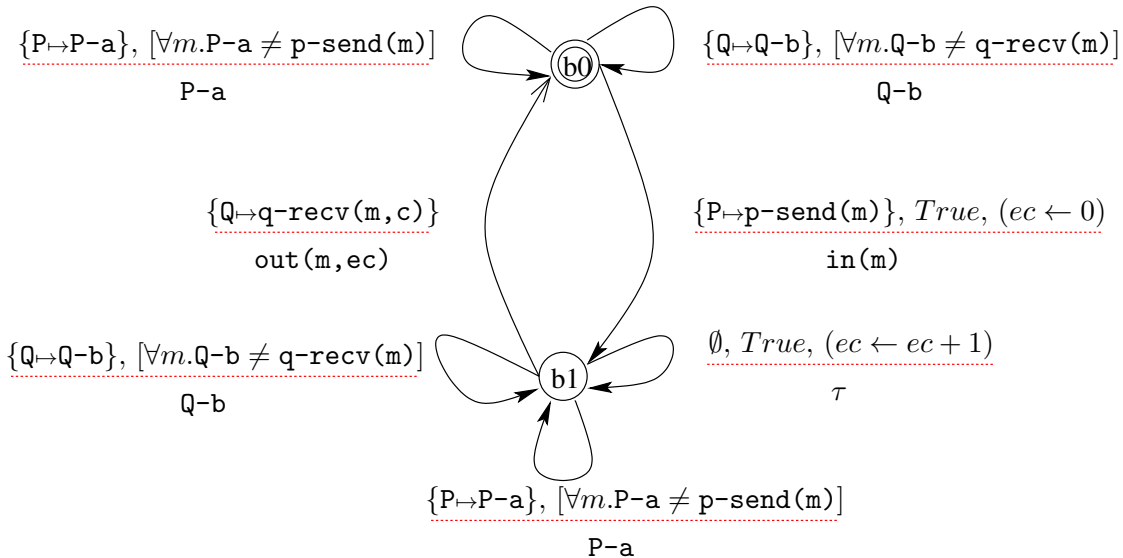 {P↦P-a}, [∀m.P-a ≠ p-send(m)]
P-a
b0
{Q↦Q-b}, [∀m.Q-b ≠ q-recv(m)]
Q-b
{Q↦q-recv(m,c)}
out(m,ec)
{P↦p-send(m)}, True, (ec ← 0)
in(m)
{Q↦Q-b}, [∀m.Q-b ≠ q-recv(m)]
Q-b
b1
∅, True, (ec ← ec + 1)
τ
{P↦P-a}, [∀m.P-a ≠ p-send(m)]
P-a